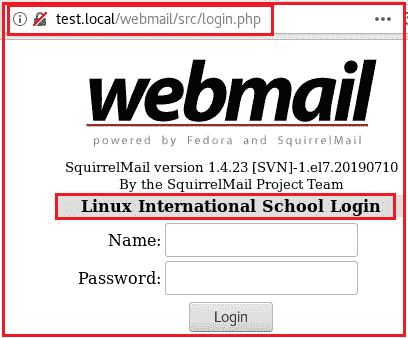 test.local/webmail/src/login.php
webmail
powered by Fedora and SquirrelMail
SquirrelMail version 1.4.23 [SVN]-1.el7.20190710
By the SquirrelMail Project Team
Linux International School Login
Name:
Password:
Login